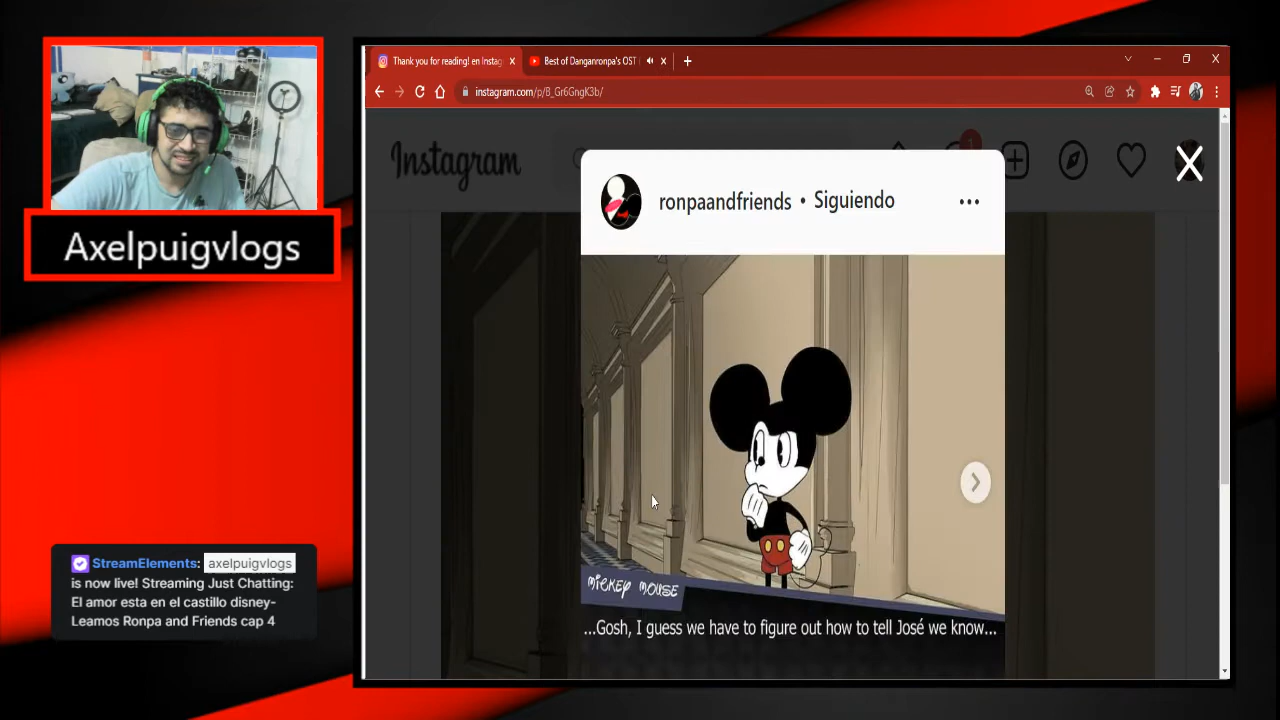 Thank you for reading! en Instag
Best of Danganronpa's OST
instagram.com/p/B_Gr6GngK3b/
Instagram
1
ronpaandfriends • Siguiendo
X
Axelpuigvlogs
MICKEY MOUSE
...Gosh, I guess we have to figure out how to tell José we know...
StreamElements: axelpuigvlogs
is now live! Streaming Just Chatting:
El amor esta en el castillo disney-
Leamos Ronpa and Friends cap 4